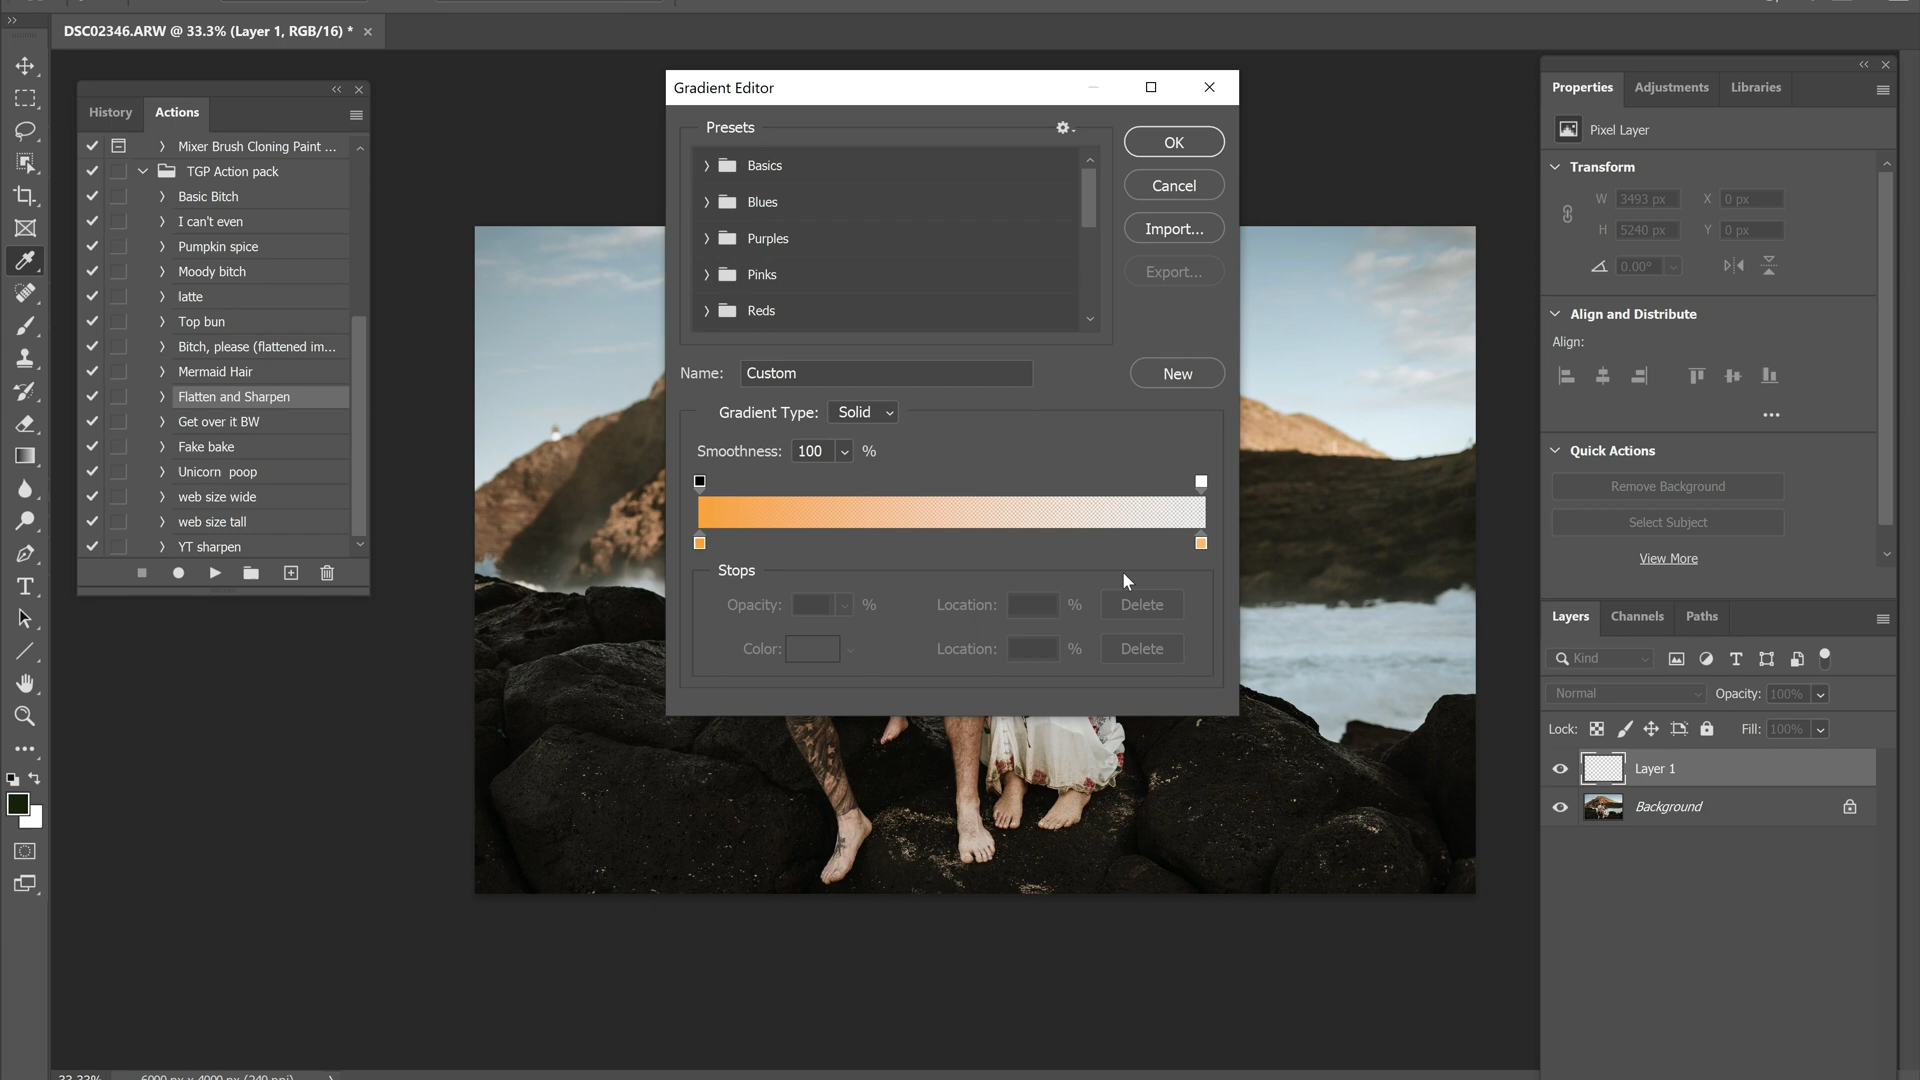 DSC02346.ARW @ 33.3% (Layer 1, RGB/16) *
History
Actions
Mixer Brush Cloning Paint ...
TGP Action pack
Basic Bitch
I can't even
Pumpkin spice
Moody bitch
latte
Top bun
Bitch, please (flattened im...
Mermaid Hair
Flatten and Sharpen
Get over it BW
Fake bake
Unicorn poop
web size wide
web size tall
YT sharpen
Gradient Editor
Presets
Basics
Blues
Purples
Pinks
Reds
OK
Cancel
Import...
Export...
Name: Custom
New
Gradient Type: Solid
Smoothness: 100 %
Stops
Opacity: % Location: % Delete
Color: Location: % Delete
Properties Adjustments Libraries
Pixel Layer
Transform
W 3493 px X 0 px
H 5240 px Y 0 px
0.00°
Align and Distribute
Align:
Quick Actions
Remove Background
Select Subject
View More
Layers Channels Paths
Kind
Normal Opacity: 100%
Lock: Fill: 100%
Layer 1
Background
33.33% 6000 px x 4000 px (240 ppi)